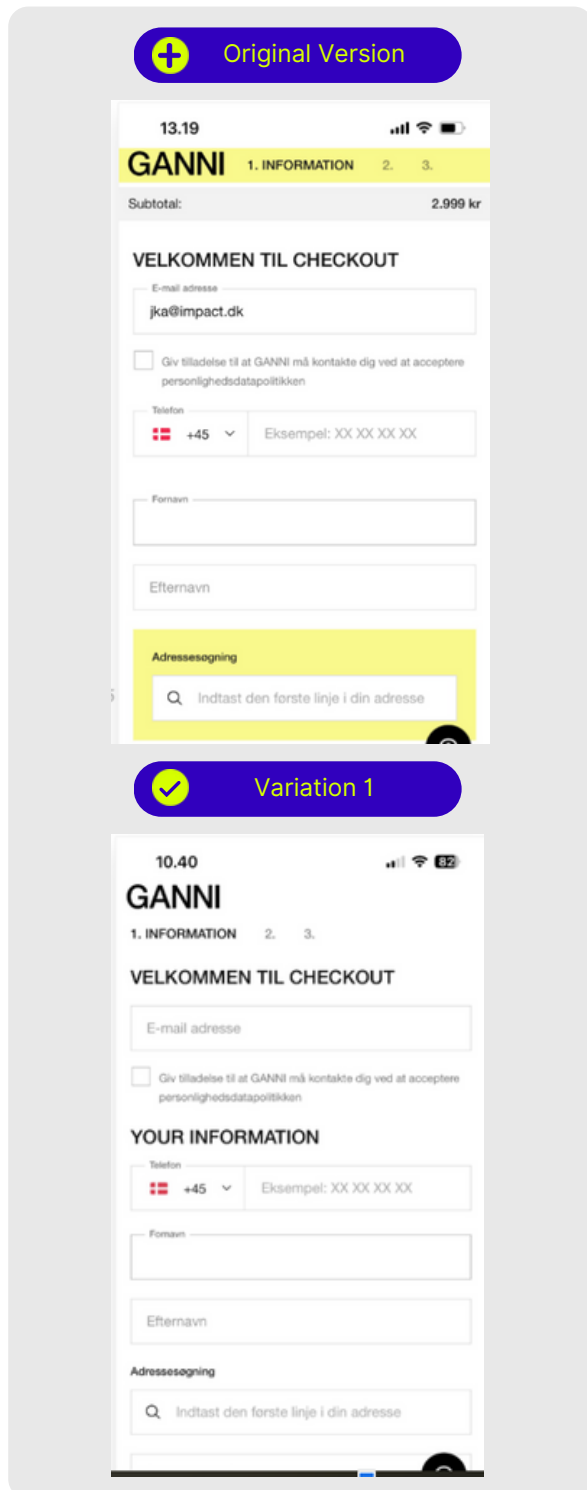 Original Version
13.19
GANNI 1. INFORMATION 2. 3.
Subtotal: 2.999 kr
VELKOMMEN TIL CHECKOUT
E-mail adresse
jka@impact.dk
Giv tilladelse til at GANNI må kontakte dig ved at acceptere
personlighedsdatapolitikken
Telefon
+45 Eksempel: XX XX XX XX
Fornavn
Efternavn
Adressesøgning
Indtast den første linje i din adresse
Variation 1
10.40 82
GANNI
1. INFORMATION 2. 3.
VELKOMMEN TIL CHECKOUT
E-mail adresse
Giv tilladelse til at GANNI må kontakte dig ved at acceptere
personlighedsdatapolitikken
YOUR INFORMATION
Telefon
+45 Eksempel: XX XX XX XX
Fornavn
Efternavn
Adressesøgning
Indtast den første linje i din adresse